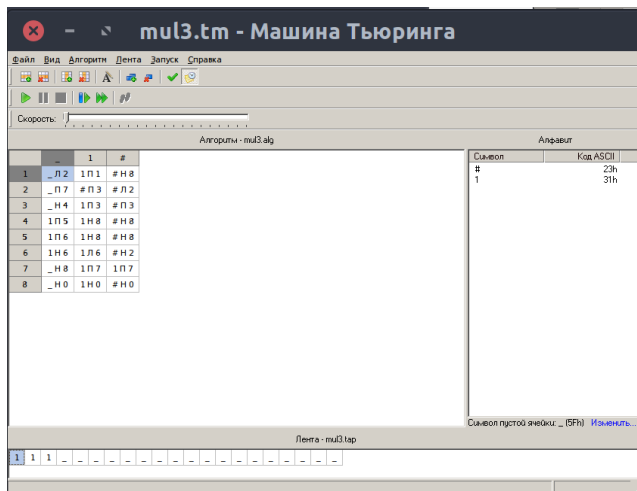 mul3.tm - Машина Тьюринга
Файл Вид Алгоритм Лента Запуск Справка
Скорость:
Алгоритм - mul3.alg
Алфавит
_ 1 #
1 _Л2 1П1 #Н8
2 _П7 #П3 #Л2
3 _Н4 1П3 #П3
4 1П5 1Н8 #Н8
5 1П6 1Н8 #Н8
6 1Н6 1Л6 #Н2
7 _Н8 1П7 1П7
8 _Н0 1Н0 #Н0
Символ Код ASCII
# 23h
1 31h
Символ пустой ячейки: _ (5Fh) Изменить...
Лента - mul3.tap
1 1 1 _ _ _ _ _ _ _ _ _ _ _ _ _ _ _ _ _ _